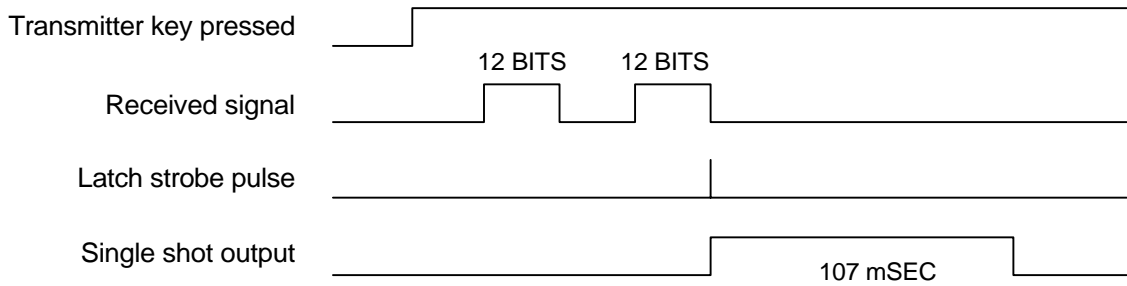 Transmitter key pressed
12 BITS 12 BITS
Received signal
Latch strobe pulse
Single shot output
107 mSEC